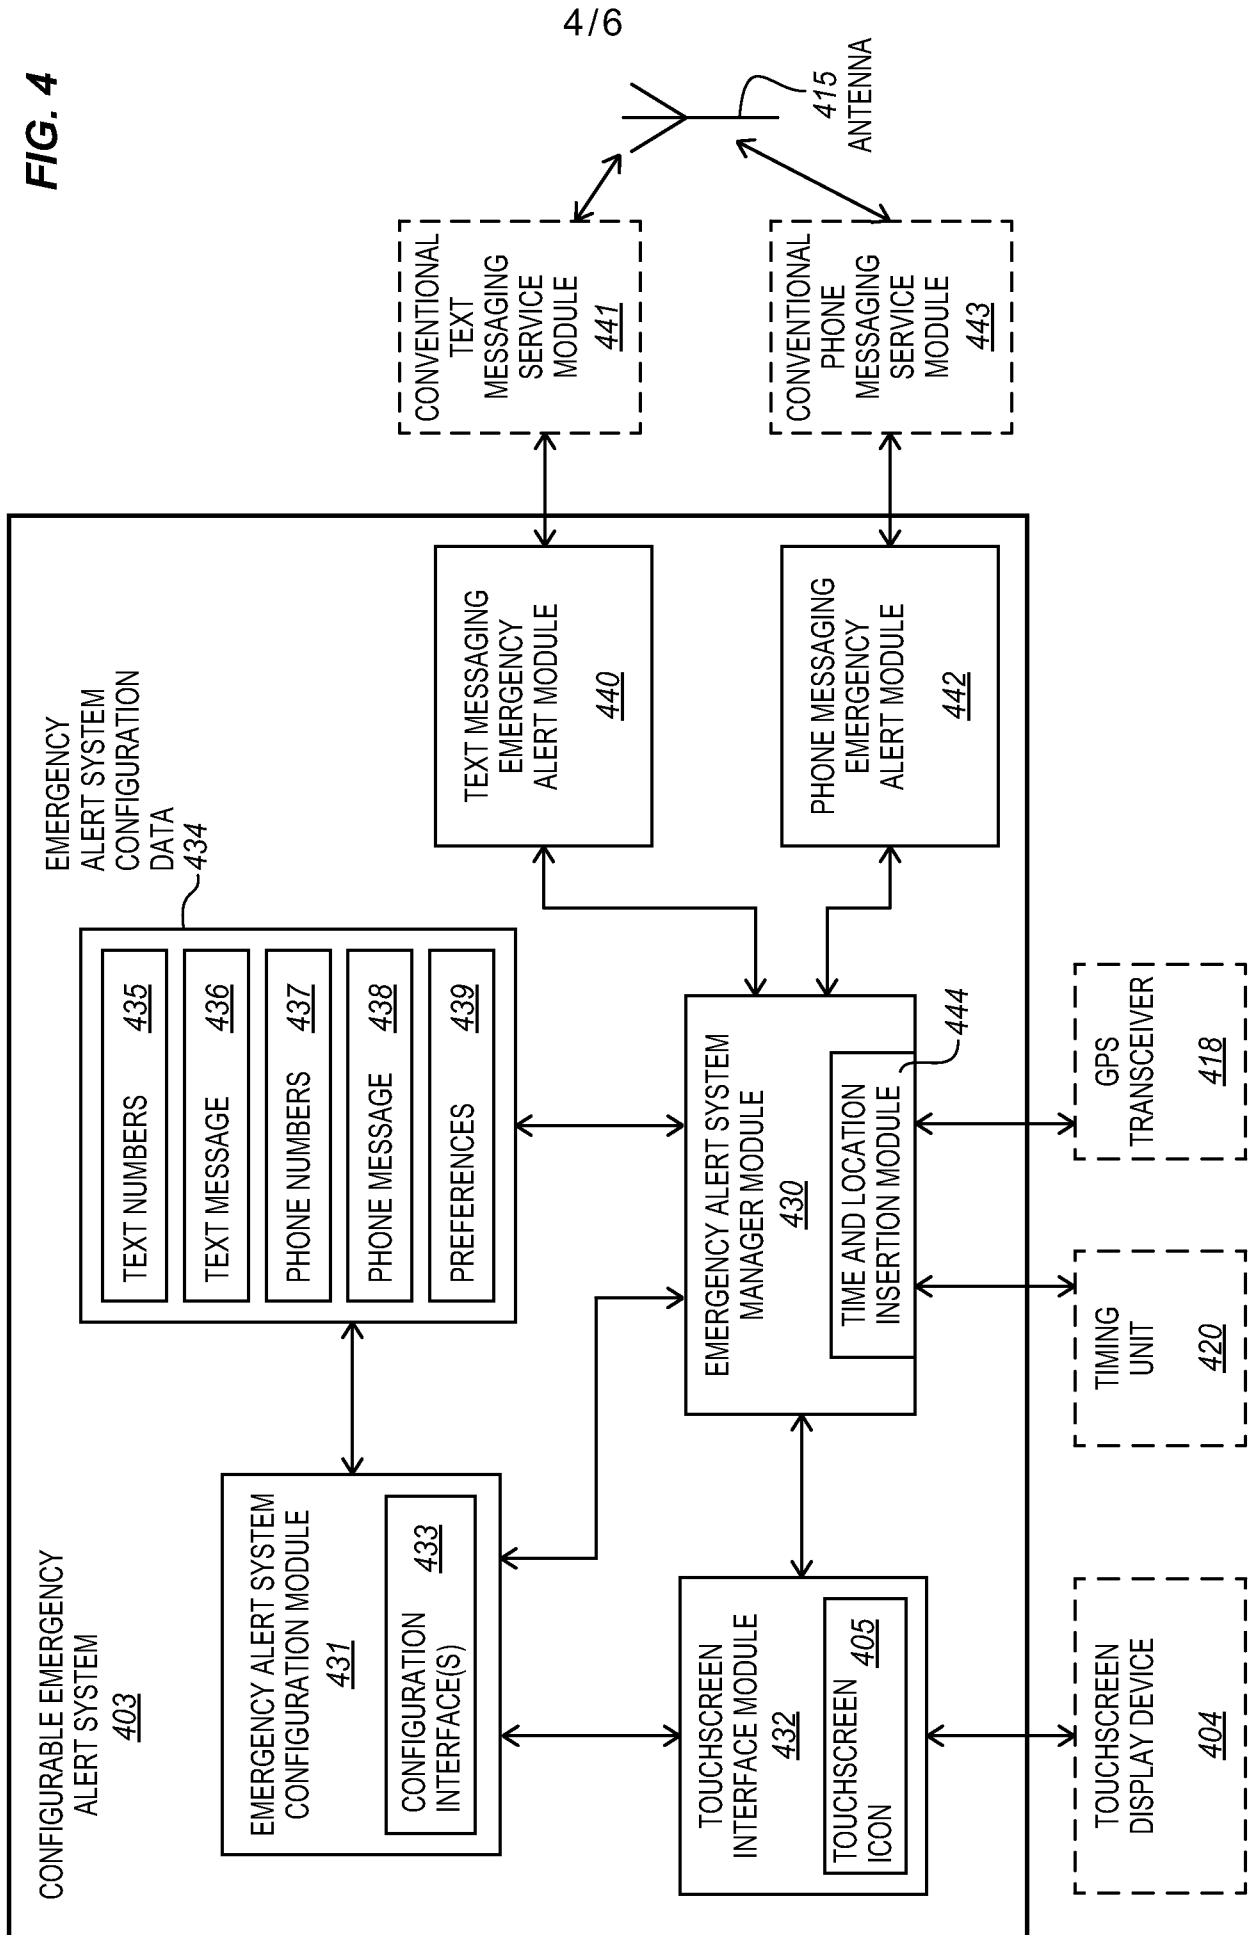 4/6
FIG. 4
CONFIGURABLE EMERGENCY
ALERT SYSTEM
403
EMERGENCY ALERT SYSTEM
CONFIGURATION MODULE
431
CONFIGURATION
INTERFACE(S)
433
EMERGENCY
ALERT SYSTEM
CONFIGURATION
DATA
434
TEXT NUMBERS 435
TEXT MESSAGE 436
PHONE NUMBERS 437
PHONE MESSAGE 438
PREFERENCES 439
TOUCHSCREEN
INTERFACE MODULE
432
TOUCHSCREEN
ICON
405
EMERGENCY ALERT SYSTEM
MANAGER MODULE
430
TIME AND LOCATION
INSERTION MODULE
444
TEXT MESSAGING
EMERGENCY
ALERT MODULE
440
PHONE MESSAGING
EMERGENCY
ALERT MODULE
442
CONVENTIONAL
TEXT
MESSAGING
SERVICE
MODULE
441
CONVENTIONAL
PHONE
MESSAGING
SERVICE
MODULE
443
415
ANTENNA
TOUCHSCREEN
DISPLAY DEVICE
404
TIMING
UNIT
420
GPS
TRANSCEIVER
418